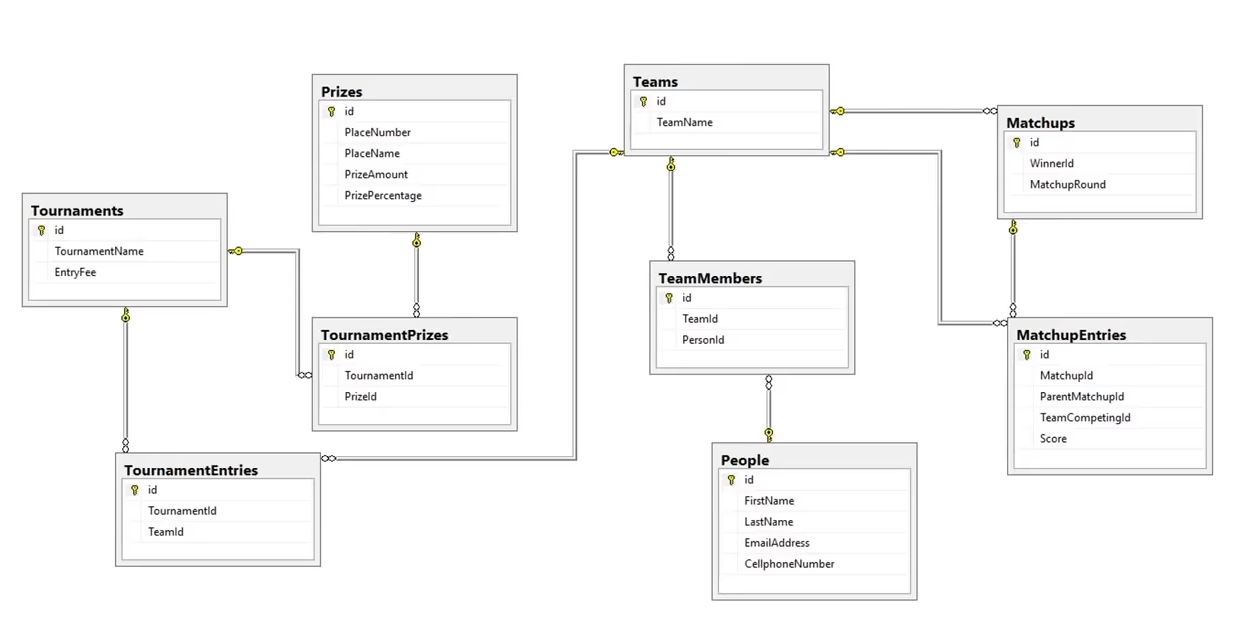 Prizes
id
PlaceNumber
PlaceName
PrizeAmount
PrizePercentage
Teams
id
TeamName
Matchups
id
WinnerId
MatchupRound
Tournaments
id
TournamentName
EntryFee
TeamMembers
id
TeamId
PersonId
TournamentPrizes
id
TournamentId
PrizeId
MatchupEntries
id
MatchupId
ParentMatchupId
TeamCompetingId
Score
TournamentEntries
id
TournamentId
TeamId
People
id
FirstName
LastName
EmailAddress
CellphoneNumber